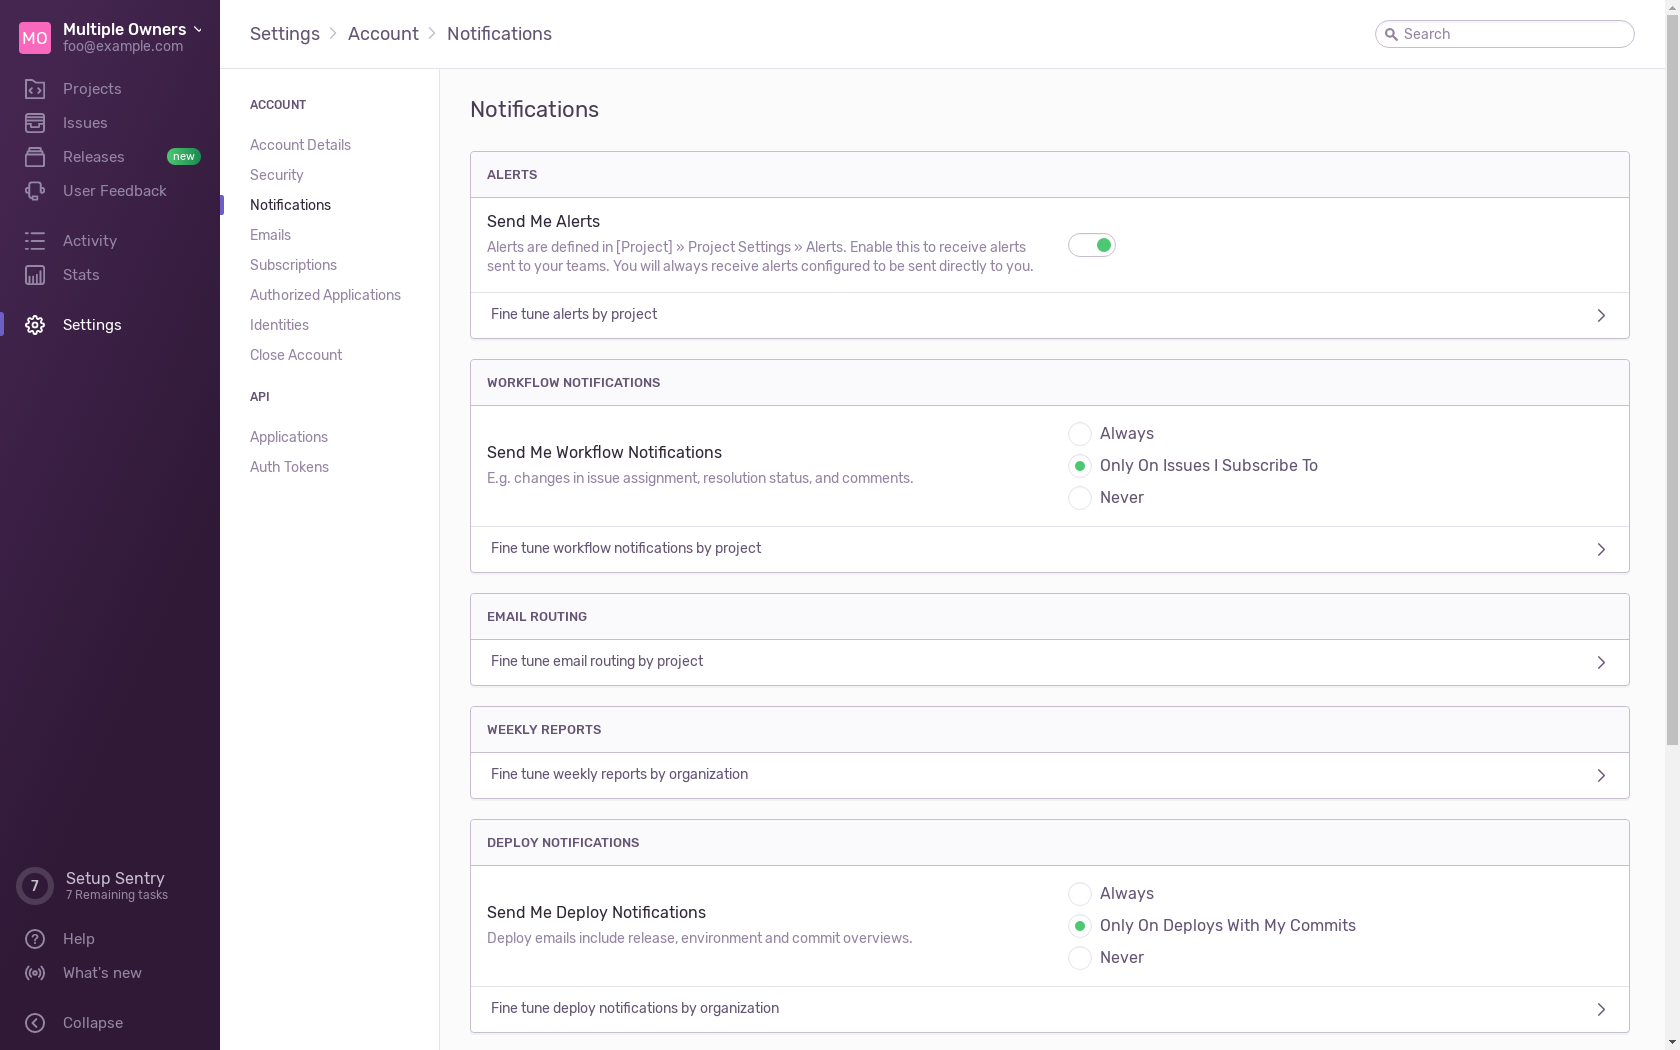 MO
Multiple Owners
foo@example.com
Projects
Issues
Releases new
User Feedback
Activity
Stats
Settings
7
Setup Sentry
7 Remaining tasks
Help
What's new
Collapse
Settings Account Notifications
Search
ACCOUNT
Account Details
Security
Notifications
Emails
Subscriptions
Authorized Applications
Identities
Close Account
API
Applications
Auth Tokens
Notifications
ALERTS
Send Me Alerts
Alerts are defined in [Project] » Project Settings » Alerts. Enable this to receive alerts
sent to your teams. You will always receive alerts configured to be sent directly to you.
Fine tune alerts by project
WORKFLOW NOTIFICATIONS
Send Me Workflow Notifications
E.g. changes in issue assignment, resolution status, and comments.
Always
Only On Issues I Subscribe To
Never
Fine tune workflow notifications by project
EMAIL ROUTING
Fine tune email routing by project
WEEKLY REPORTS
Fine tune weekly reports by organization
DEPLOY NOTIFICATIONS
Send Me Deploy Notifications
Deploy emails include release, environment and commit overviews.
Always
Only On Deploys With My Commits
Never
Fine tune deploy notifications by organization